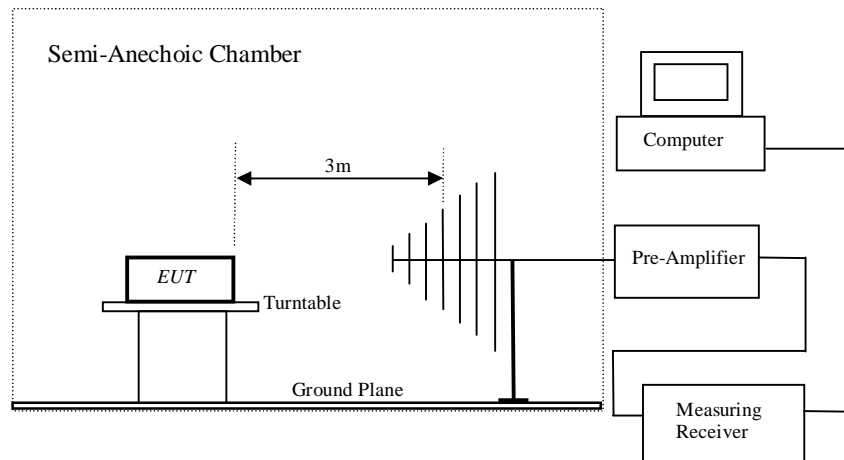 Semi-Anechoic Chamber
Computer
3m
Pre-Amplifier
EUT
Turntable
Ground Plane
Measuring
Receiver